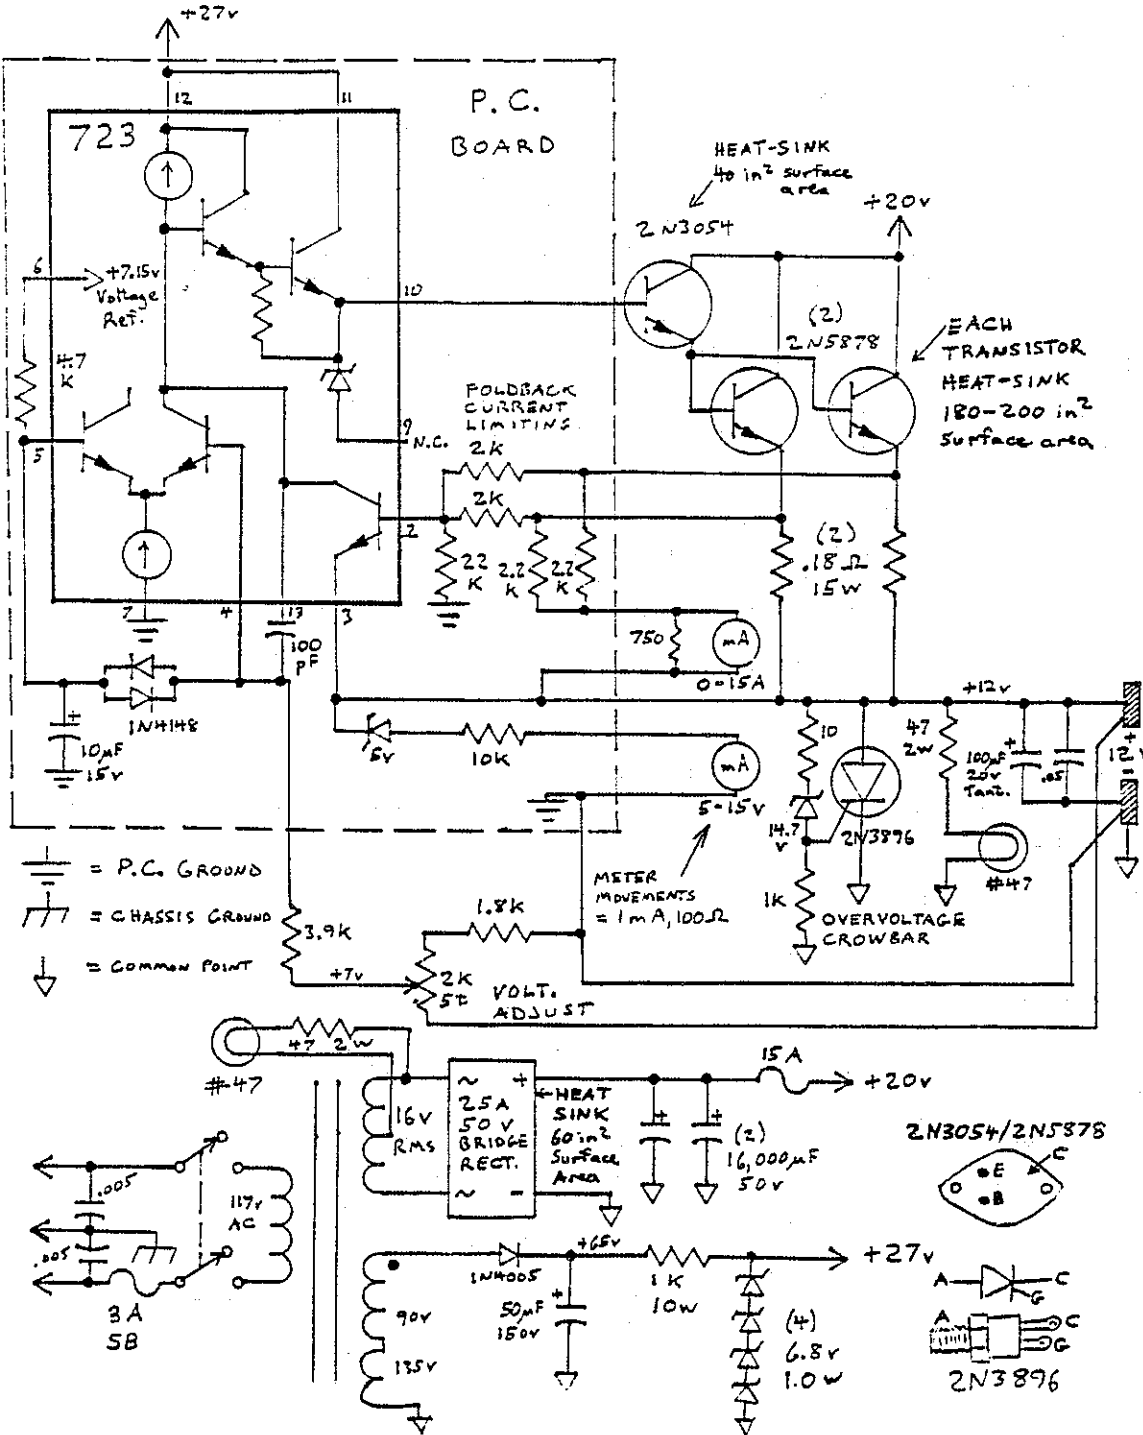 +27v
12
11
P.C.
BOARD
723
HEAT-SINK
40 in² surface
area
+20v
2N3054
6
+7.15v
Voltage
Ref.
10
(2)
2N5878
EACH
TRANSISTOR
HEAT-SINK
180-200 in²
Surface area
4.7
K
FOLDBACK
CURRENT
LIMITING
9
N.C.
5
2K
2K
2
22
K
2.2
K
2.2
K
(2)
.18Ω
15W
7
4
13
3
100
pF
750
mA
0-15A
1N4148
+12v
10µF
15v
5v
10K
mA
5-15v
10
47
2W
100µF
20v
Tant.
.05
+
12v
=
14.7
v
2N3896
#47
= P.C. GROUND
= CHASSIS GROUND
= COMMON POINT
METER
MOVEMENTS
= 1mA, 100Ω
1K
OVERVOLTAGE
CROWBAR
3.9K
1.8K
+7v
2K
5t
VOLT.
ADJUST
47 2W
#47
16V
RMS
~ +
25A
50V
BRIDGE
RECT.
~ -
HEAT
SINK
60in²
Surface
Area
15A
+20v
(2)
16,000µF
50v
2N3054/2N5878
C
E
B
.005
.005
117v
AC
3A
SB
90v
135v
1N4005
+65v
50µF
150v
1K
10W
+27v
(4)
6.8v
1.0W
A
C
G
A
C
G
2N3896